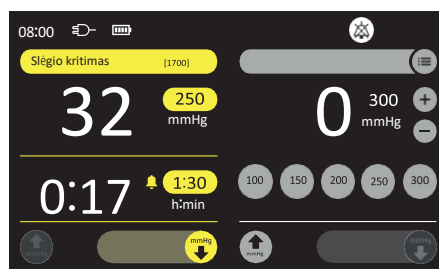 08:00
Slėgio kritimas [1700]
32 250 mmHg
0 300 mmHg + −
0:17 1:30 h:min
100 150 200 250 300
mmHg
mmHg